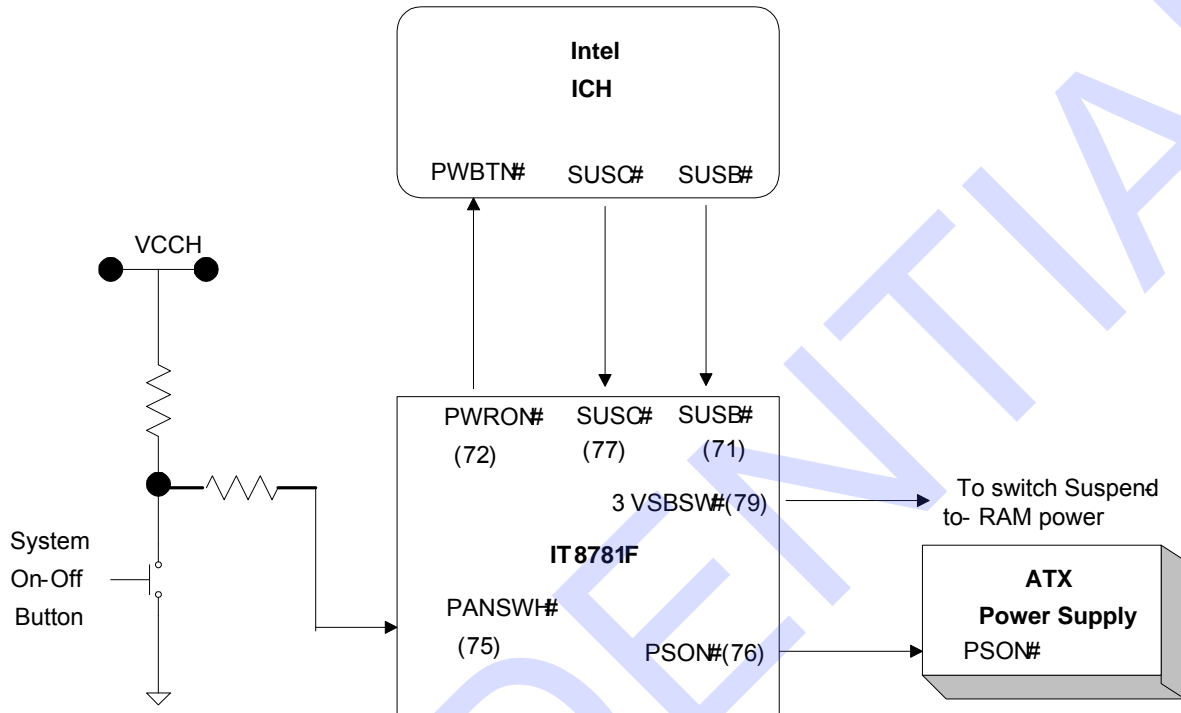 Intel
ICH
PWBTN# SUSC# SUSB#
VCCH
PWRON# SUSC# SUSB#
(72) (77) (71)
3 VSBSW#(79)
To switch Suspend-
to- RAM power
IT8781F
System
On-Off
Button
PANSWH#
(75)
PSON#(76)
ATX
Power Supply
PSON#
DENTIA